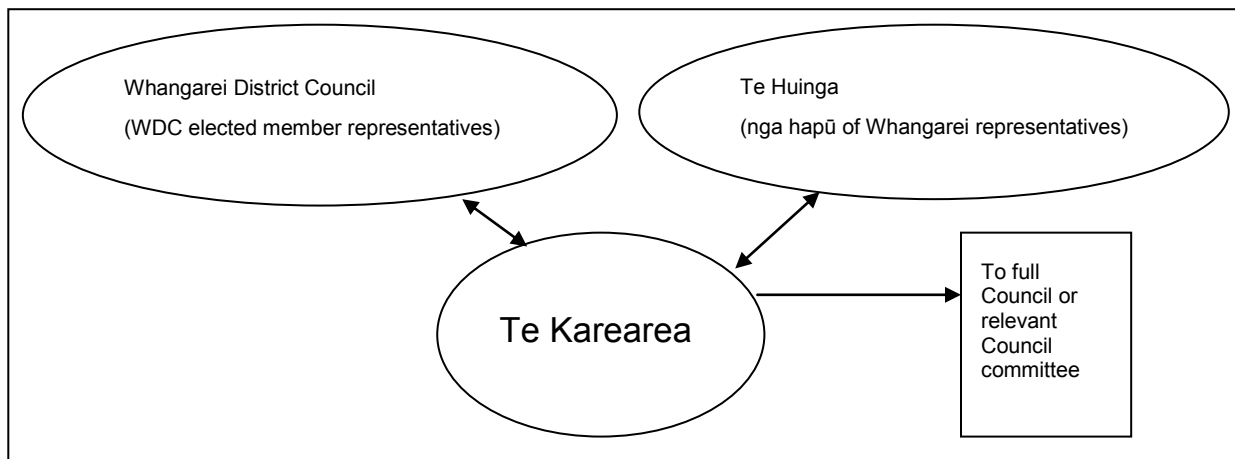 Whangarei District Council
(WDC elected member representatives)
Te Huinga
(nga hapū of Whangarei representatives)
Te Karearea
To full
Council or
relevant
Council
committee